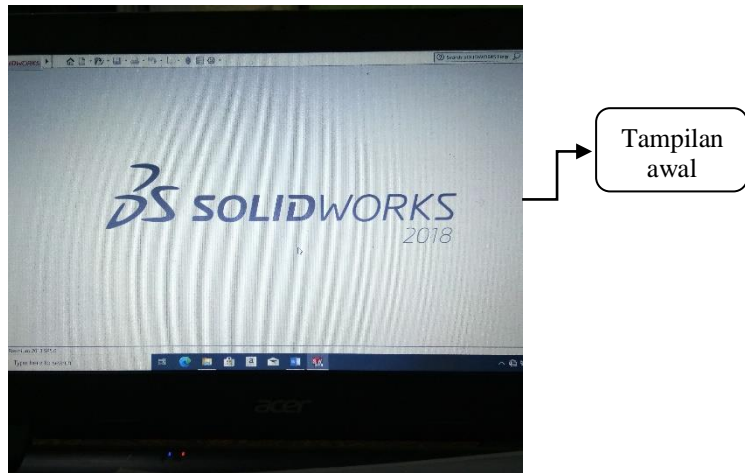 SOLIDWORKS
2018
Type here to search
acer
Tampilan
awal